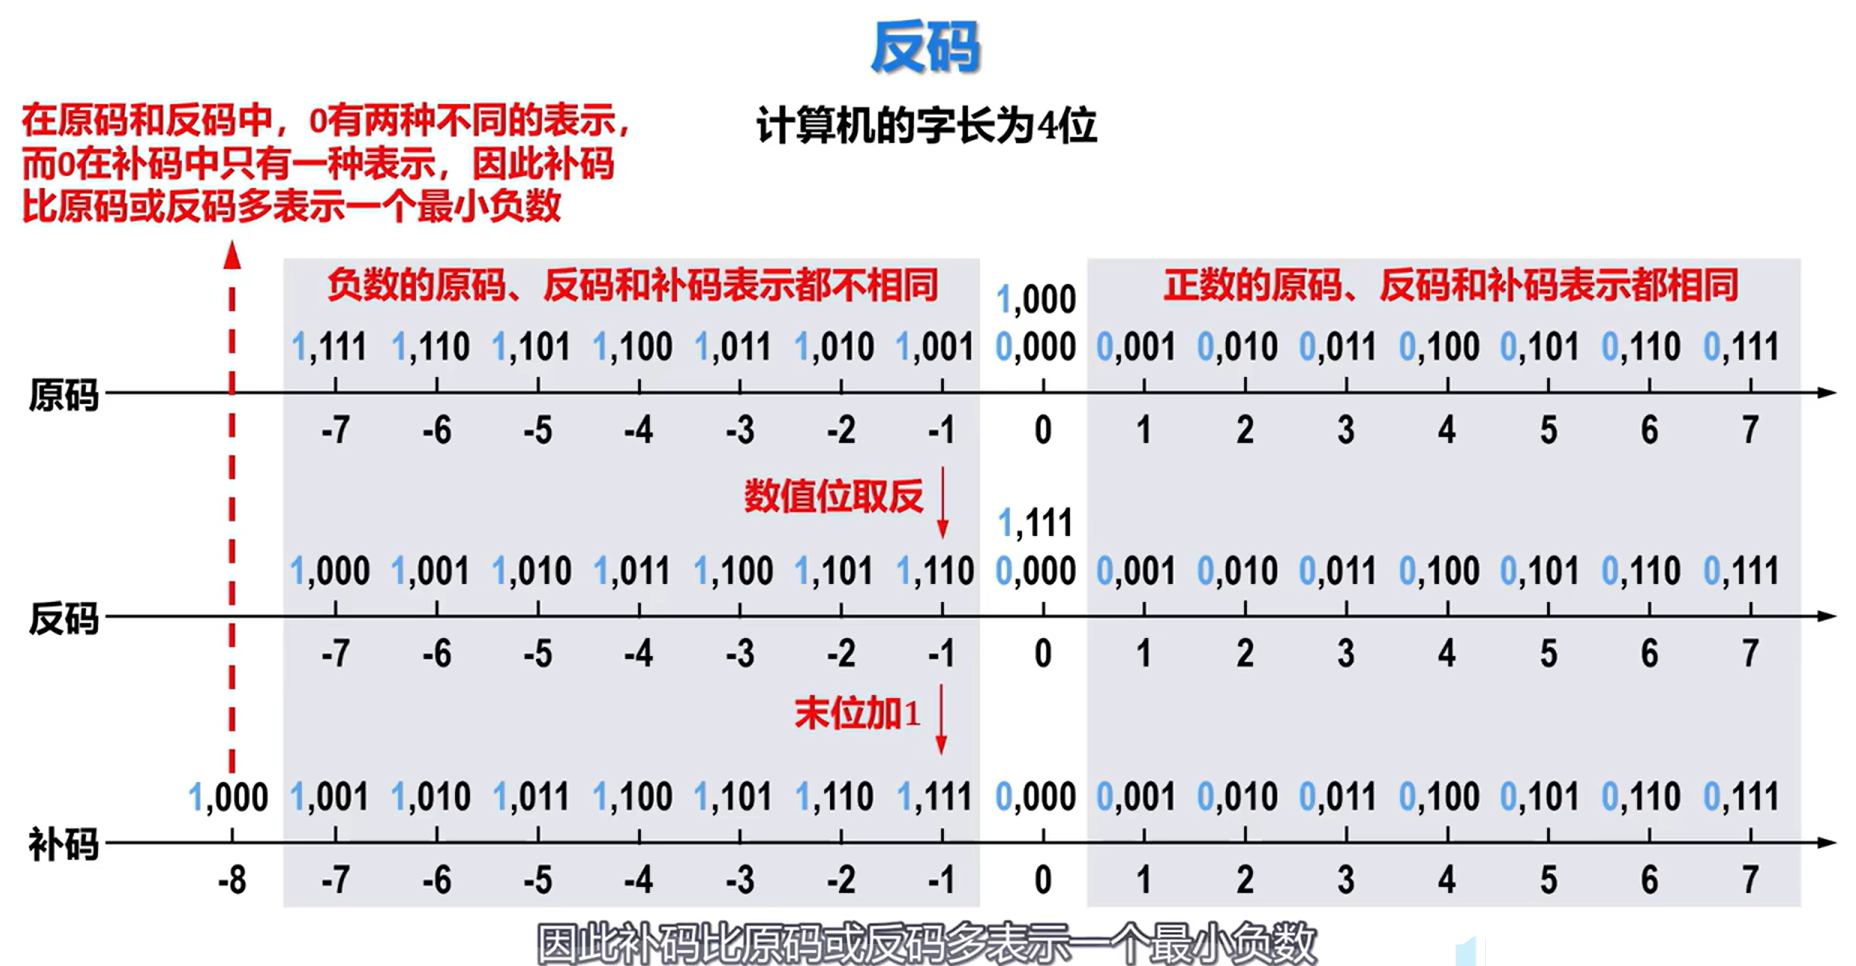 反码
计算机的字长为4位
在原码和反码中，0有两种不同的表示，
而0在补码中只有一种表示，因此补码
比原码或反码多表示一个最小负数
负数的原码、反码和补码表示都不相同
正数的原码、反码和补码表示都相同
1,000
1,111 1,110 1,101 1,100 1,011 1,010 1,001 0,000 0,001 0,010 0,011 0,100 0,101 0,110 0,111
原码
-7 -6 -5 -4 -3 -2 -1 0 1 2 3 4 5 6 7
数值位取反
1,111
1,000 1,001 1,010 1,011 1,100 1,101 1,110 0,000 0,001 0,010 0,011 0,100 0,101 0,110 0,111
反码
-7 -6 -5 -4 -3 -2 -1 0 1 2 3 4 5 6 7
末位加1
1,000 1,001 1,010 1,011 1,100 1,101 1,110 1,111 0,000 0,001 0,010 0,011 0,100 0,101 0,110 0,111
补码
-8 -7 -6 -5 -4 -3 -2 -1 0 1 2 3 4 5 6 7
因此补码比原码或反码多表示一个最小负数